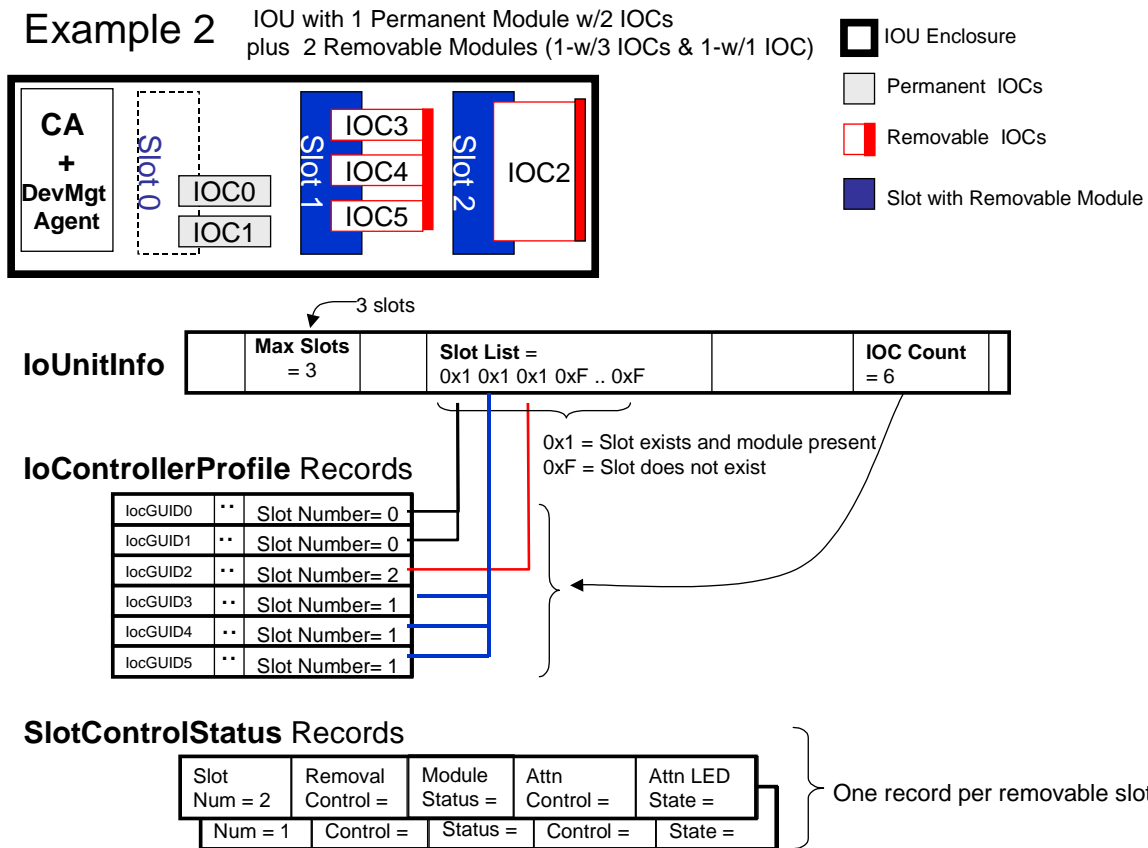 Example 2
IOU with 1 Permanent Module w/2 IOCs
plus 2 Removable Modules (1-w/3 IOCs & 1-w/1 IOC)
IOU Enclosure
Permanent IOCs
Removable IOCs
Slot with Removable Module
CA
+
DevMgt
Agent
Slot 0
IOC0
IOC1
Slot 1
IOC3
IOC4
IOC5
Slot 2
IOC2
3 slots
IoUnitInfo
Max Slots
= 3
Slot List =
0x1 0x1 0x1 0xF .. 0xF
IOC Count
= 6
0x1 = Slot exists and module present
0xF = Slot does not exist
IoControllerProfile Records
IocGUID0 .. Slot Number= 0
IocGUID1 .. Slot Number= 0
IocGUID2 .. Slot Number= 2
IocGUID3 .. Slot Number= 1
IocGUID4 .. Slot Number= 1
IocGUID5 .. Slot Number= 1
SlotControlStatus Records
Slot Removal Module Attn Attn LED
Num = 2 Control = Status = Control = State =
Num = 1 Control = Status = Control = State =
One record per removable slot